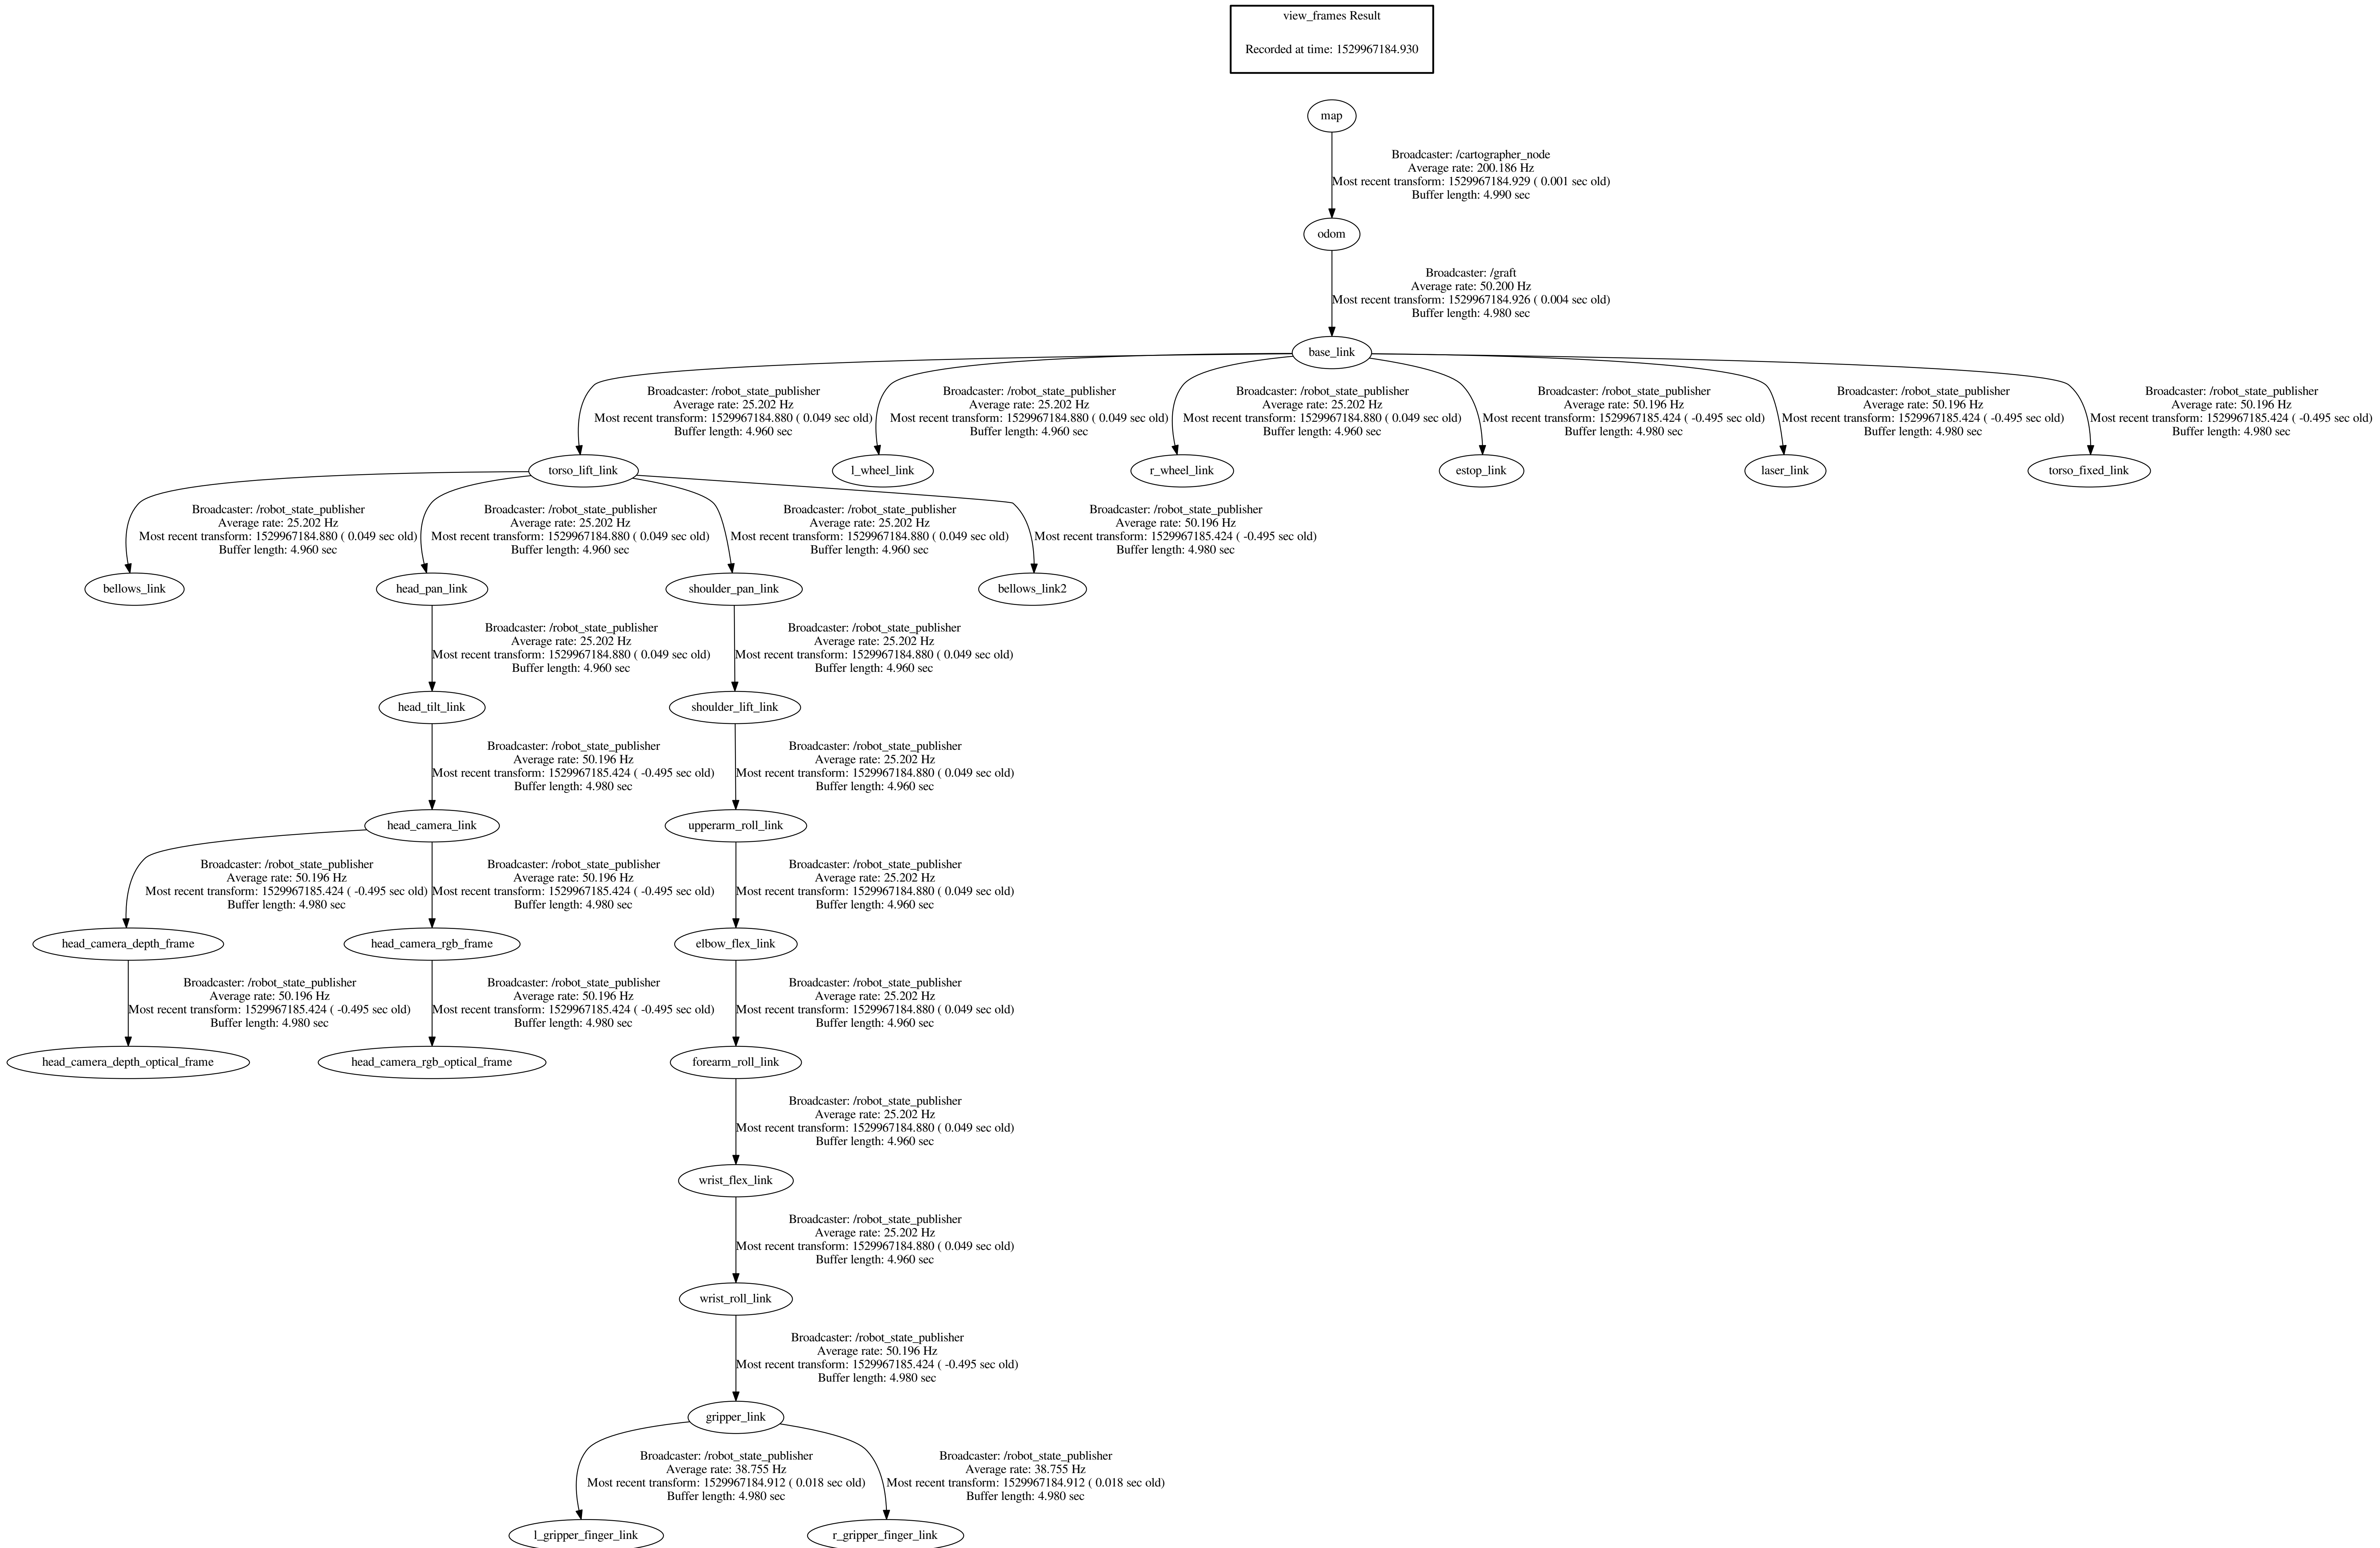 view_frames Result
Recorded at time: 1529967184.930
map
Broadcaster: /cartographer_node
Average rate: 200.186 Hz
Most recent transform: 1529967184.929 ( 0.001 sec old)
Buffer length: 4.990 sec
odom
Broadcaster: /graft
Average rate: 50.200 Hz
Most recent transform: 1529967184.926 ( 0.004 sec old)
Buffer length: 4.980 sec
base_link
Broadcaster: /robot_state_publisher
Average rate: 25.202 Hz
Most recent transform: 1529967184.880 ( 0.049 sec old)
Buffer length: 4.960 sec
Broadcaster: /robot_state_publisher
Average rate: 25.202 Hz
Most recent transform: 1529967184.880 ( 0.049 sec old)
Buffer length: 4.960 sec
Broadcaster: /robot_state_publisher
Average rate: 25.202 Hz
Most recent transform: 1529967184.880 ( 0.049 sec old)
Buffer length: 4.960 sec
Broadcaster: /robot_state_publisher
Average rate: 50.196 Hz
Most recent transform: 1529967185.424 ( -0.495 sec old)
Buffer length: 4.980 sec
Broadcaster: /robot_state_publisher
Average rate: 50.196 Hz
Most recent transform: 1529967185.424 ( -0.495 sec old)
Buffer length: 4.980 sec
Broadcaster: /robot_state_publisher
Average rate: 50.196 Hz
Most recent transform: 1529967185.424 ( -0.495 sec old)
Buffer length: 4.980 sec
torso_lift_link
l_wheel_link
r_wheel_link
estop_link
laser_link
torso_fixed_link
Broadcaster: /robot_state_publisher
Average rate: 25.202 Hz
Most recent transform: 1529967184.880 ( 0.049 sec old)
Buffer length: 4.960 sec
Broadcaster: /robot_state_publisher
Average rate: 25.202 Hz
Most recent transform: 1529967184.880 ( 0.049 sec old)
Buffer length: 4.960 sec
Broadcaster: /robot_state_publisher
Average rate: 25.202 Hz
Most recent transform: 1529967184.880 ( 0.049 sec old)
Buffer length: 4.960 sec
Broadcaster: /robot_state_publisher
Average rate: 50.196 Hz
Most recent transform: 1529967185.424 ( -0.495 sec old)
Buffer length: 4.980 sec
bellows_link
head_pan_link
shoulder_pan_link
bellows_link2
Broadcaster: /robot_state_publisher
Average rate: 25.202 Hz
Most recent transform: 1529967184.880 ( 0.049 sec old)
Buffer length: 4.960 sec
Broadcaster: /robot_state_publisher
Average rate: 25.202 Hz
Most recent transform: 1529967184.880 ( 0.049 sec old)
Buffer length: 4.960 sec
head_tilt_link
shoulder_lift_link
Broadcaster: /robot_state_publisher
Average rate: 50.196 Hz
Most recent transform: 1529967185.424 ( -0.495 sec old)
Buffer length: 4.980 sec
Broadcaster: /robot_state_publisher
Average rate: 25.202 Hz
Most recent transform: 1529967184.880 ( 0.049 sec old)
Buffer length: 4.960 sec
head_camera_link
upperarm_roll_link
Broadcaster: /robot_state_publisher
Average rate: 50.196 Hz
Most recent transform: 1529967185.424 ( -0.495 sec old)
Buffer length: 4.980 sec
Broadcaster: /robot_state_publisher
Average rate: 50.196 Hz
Most recent transform: 1529967185.424 ( -0.495 sec old)
Buffer length: 4.980 sec
Broadcaster: /robot_state_publisher
Average rate: 25.202 Hz
Most recent transform: 1529967184.880 ( 0.049 sec old)
Buffer length: 4.960 sec
head_camera_depth_frame
head_camera_rgb_frame
elbow_flex_link
Broadcaster: /robot_state_publisher
Average rate: 50.196 Hz
Most recent transform: 1529967185.424 ( -0.495 sec old)
Buffer length: 4.980 sec
Broadcaster: /robot_state_publisher
Average rate: 50.196 Hz
Most recent transform: 1529967185.424 ( -0.495 sec old)
Buffer length: 4.980 sec
Broadcaster: /robot_state_publisher
Average rate: 25.202 Hz
Most recent transform: 1529967184.880 ( 0.049 sec old)
Buffer length: 4.960 sec
head_camera_depth_optical_frame
head_camera_rgb_optical_frame
forearm_roll_link
Broadcaster: /robot_state_publisher
Average rate: 25.202 Hz
Most recent transform: 1529967184.880 ( 0.049 sec old)
Buffer length: 4.960 sec
wrist_flex_link
Broadcaster: /robot_state_publisher
Average rate: 25.202 Hz
Most recent transform: 1529967184.880 ( 0.049 sec old)
Buffer length: 4.960 sec
wrist_roll_link
Broadcaster: /robot_state_publisher
Average rate: 50.196 Hz
Most recent transform: 1529967185.424 ( -0.495 sec old)
Buffer length: 4.980 sec
gripper_link
Broadcaster: /robot_state_publisher
Average rate: 38.755 Hz
Most recent transform: 1529967184.912 ( 0.018 sec old)
Buffer length: 4.980 sec
Broadcaster: /robot_state_publisher
Average rate: 38.755 Hz
Most recent transform: 1529967184.912 ( 0.018 sec old)
Buffer length: 4.980 sec
l_gripper_finger_link
r_gripper_finger_link